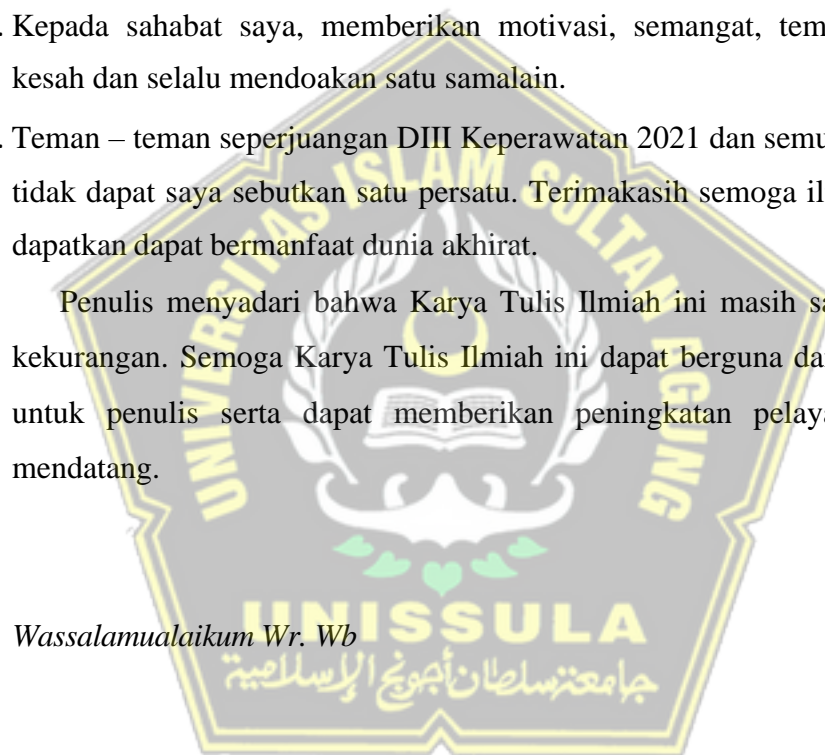 . Kepada sahabat saya, memberikan motivasi, semangat, tem
kesah dan selalu mendoakan satu samalain.
. Teman – teman seperjuangan DIII Keperawatan 2021 dan semu
tidak dapat saya sebutkan satu persatu. Terimakasih semoga il
dapatkan dapat bermanfaat dunia akhirat.
Penulis menyadari bahwa Karya Tulis Ilmiah ini masih sa
kekurangan. Semoga Karya Tulis Ilmiah ini dapat berguna da
untuk penulis serta dapat memberikan peningkatan pelaya
mendatang.
Wassalamualaikum Wr. Wb
UNIVERSITAS ISLAM SULTAN AGUNG
UNISSULA
جامعة سلطان أجونج الإسلامية